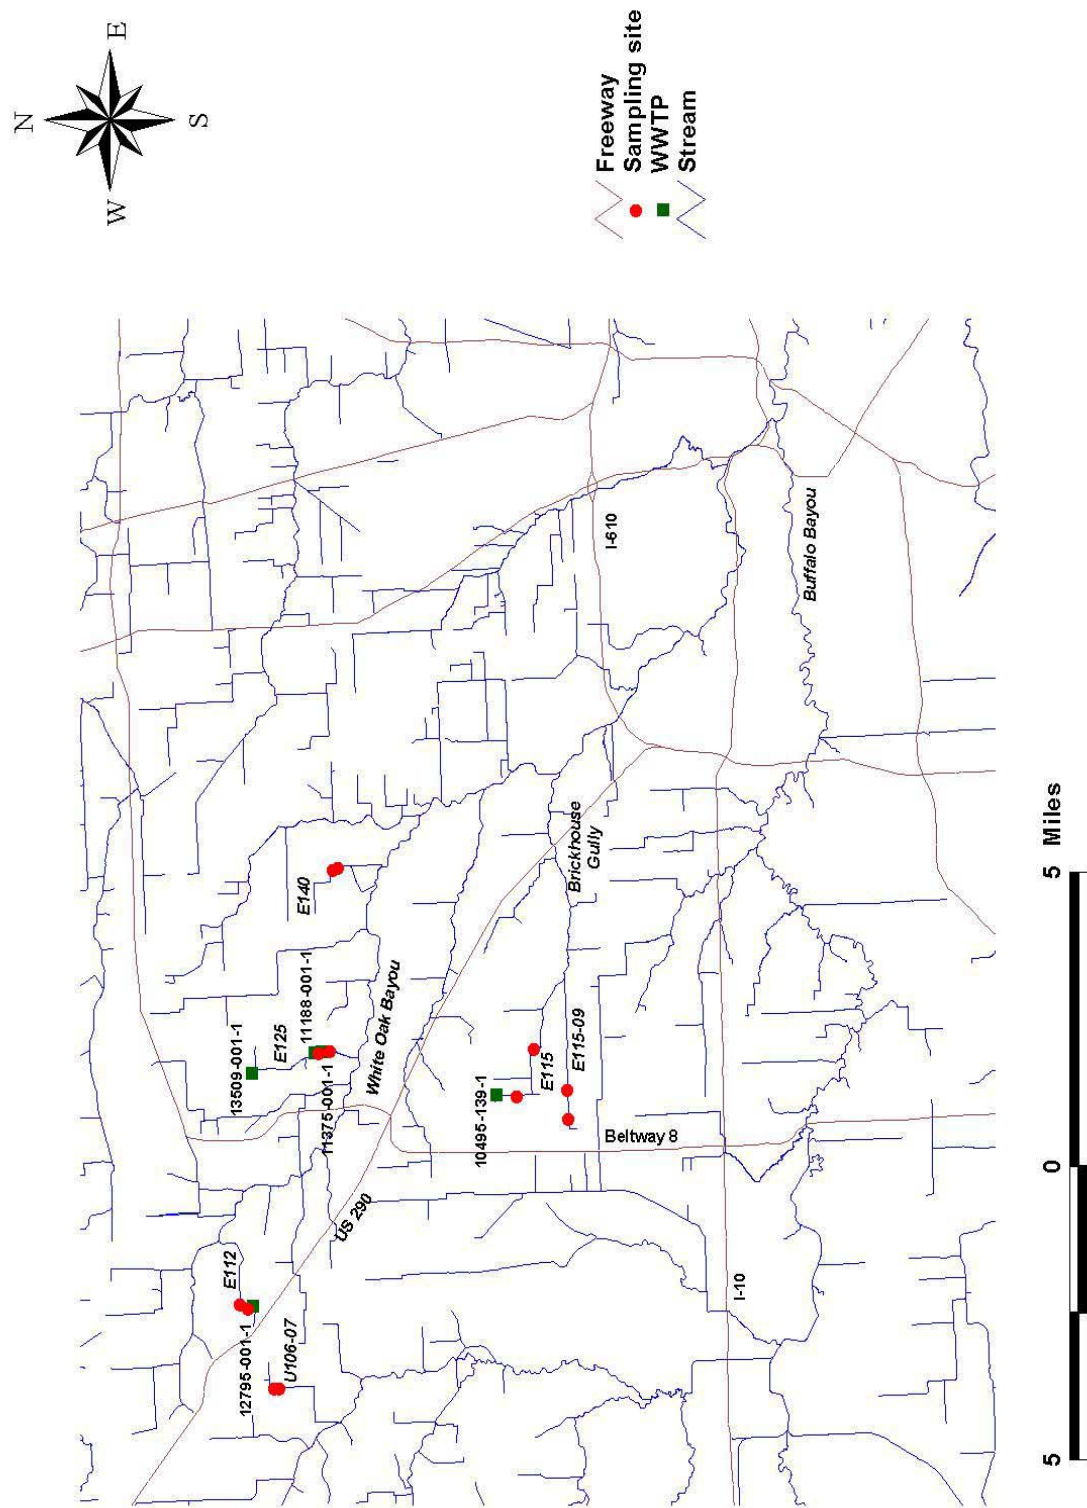 N
E
W
S
Freeway
Sampling site
WWTP
Stream
I-610
Buffalo Bayou
Brickhouse
Gully
E140
11188-001-1
E125
13509-001-1
11375-001-1
White Oak Bayou
E115-09
E115
10495-139-1
Beltway 8
US 290
E112
12795-001-1
U106-07
I-10
5
0
5
Miles